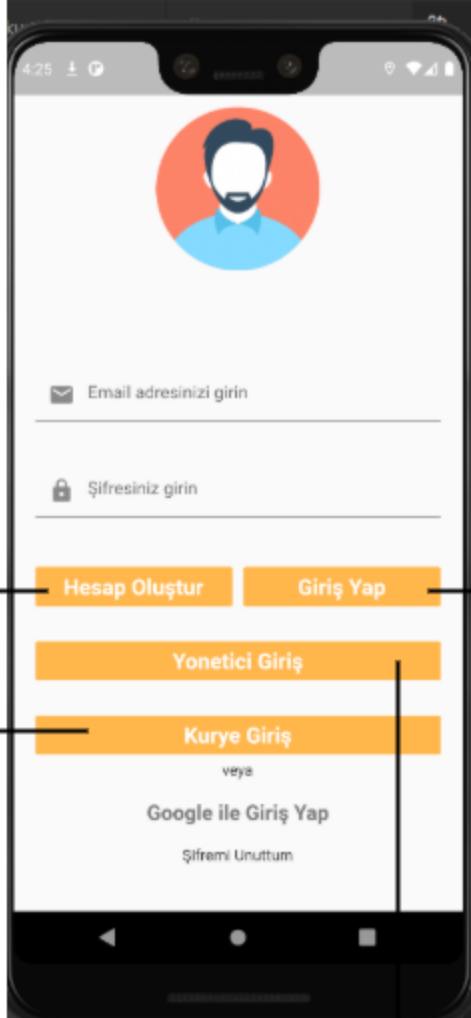 4:25
Email adresinizi girin
Şifresiniz girin
Hesap Oluştur
Giriş Yap
Yonetici Giriş
Kurye Giriş
veya
Google ile Giriş Yap
Şifremi Unuttum